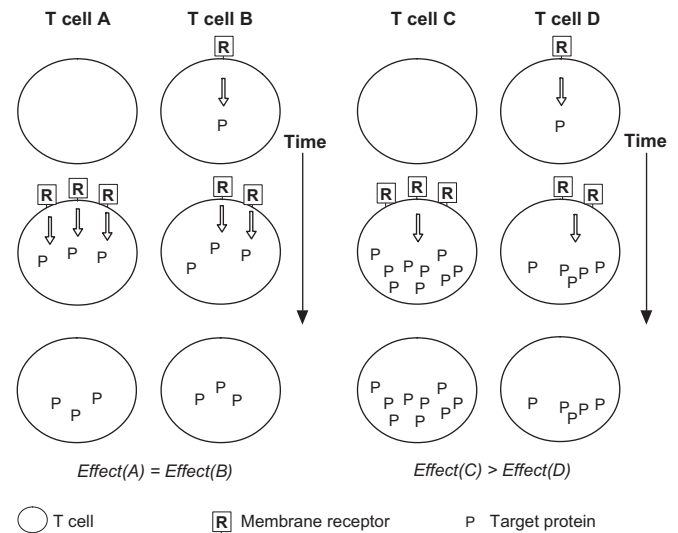 T cell A T cell B T cell C T cell D
R R
P P
Time Time
R R R R R R R R R R
P P P P P P P P P P P P P P P P P P P P
P P P P P P P P P P P P P P P P P P P P
Effect(A) = Effect(B) Effect(C) > Effect(D)
T cell R Membrane receptor P Target protein